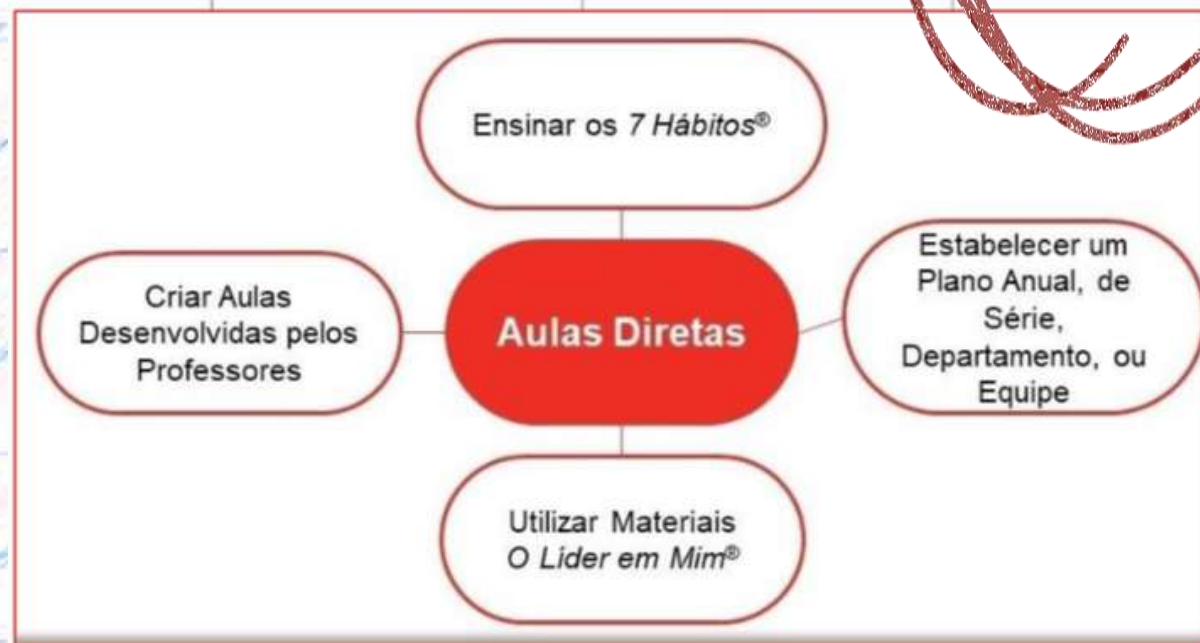 Ensinar os 7 Hábitos®
Criar Aulas
Desenvolvidas pelos
Professores
Aulas Diretas
Estabelecer um
Plano Anual, de
Série,
Departamento, ou
Equipe
Utilizar Materiais
O Lider em Mim®